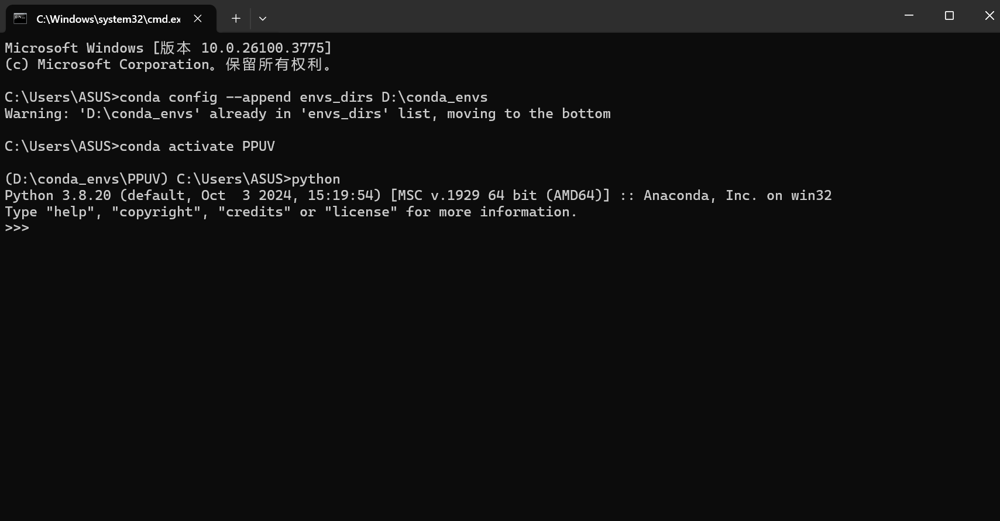 C:\Windows\system32\cmd.ex
Microsoft Windows [版本 10.0.26100.3775]
(c) Microsoft Corporation。保留所有权利。
C:\Users\ASUS>conda config --append envs_dirs D:\conda_envs
Warning: 'D:\conda_envs' already in 'envs_dirs' list, moving to the bottom
C:\Users\ASUS>conda activate PPUV
(D:\conda_envs\PPUV) C:\Users\ASUS>python
Python 3.8.20 (default, Oct  3 2024, 15:19:54) [MSC v.1929 64 bit (AMD64)] :: Anaconda, Inc. on win32
Type "help", "copyright", "credits" or "license" for more information.
>>>